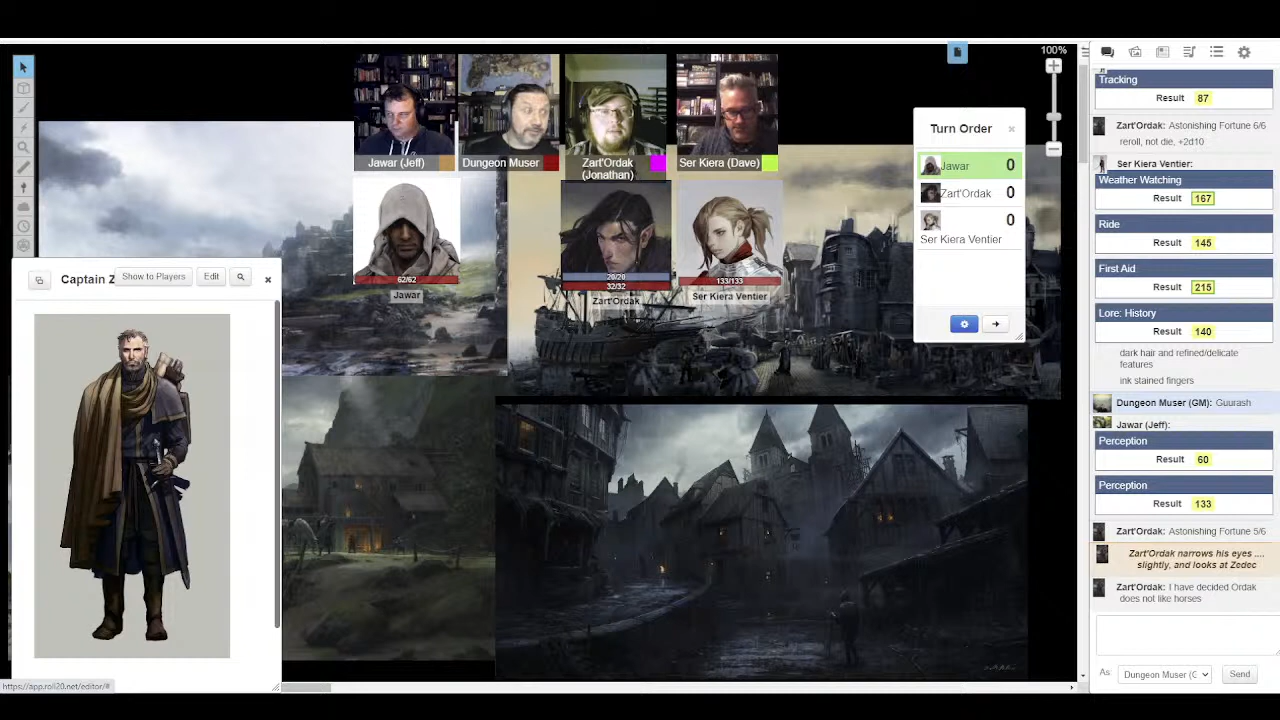 100%
Jawar (Jeff)
Dungeon Muser
Zart'Ordak
(Jonathan)
Ser Kiera (Dave)
62/62
Jawar
20/20
32/32
Zart'Ordak
133/133
Ser Kiera Ventier
Captain Z
Show to Players
Edit
Turn Order
Jawar 0
Zart'Ordak 0
0
Ser Kiera Ventier
Tracking
Result 87
Zart'Ordak: Astonishing Fortune 6/6
reroll, not die, +2d10
Ser Kiera Ventier:
Weather Watching
Result 167
Ride
Result 145
First Aid
Result 215
Lore: History
Result 140
dark hair and refined/delicate
features
ink stained fingers
Dungeon Muser (GM): Guurash
Jawar (Jeff):
Perception
Result 60
Perception
Result 133
Zart'Ordak: Astonishing Fortune 5/6
Zart'Ordak narrows his eyes ....
slightly, and looks at Zedec
Zart'Ordak: I have decided Ordak
does not like horses
As: Dungeon Muser (G
Send
https://app.roll20.net/editor/#